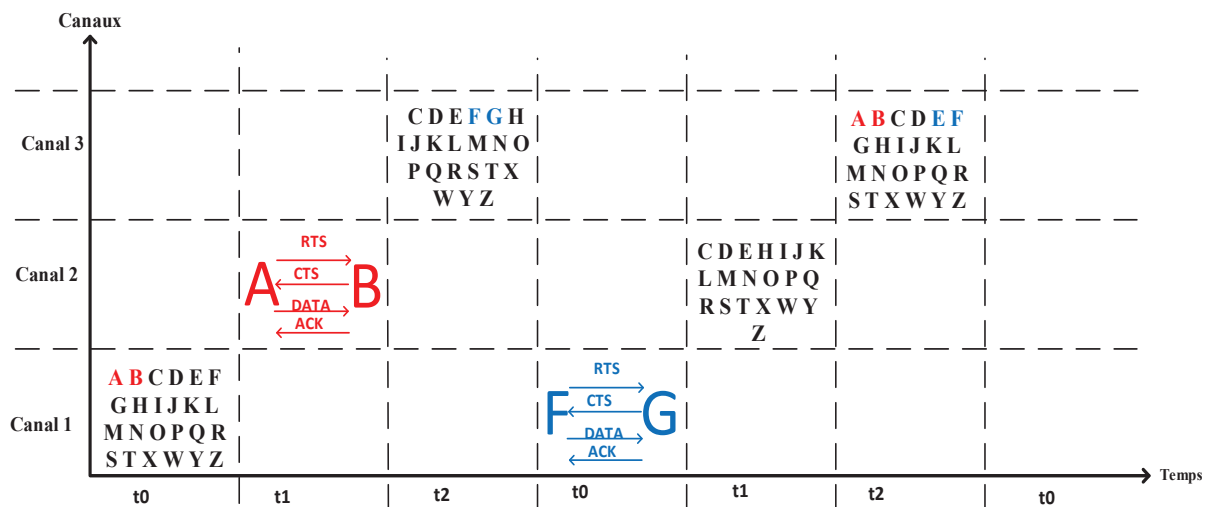 Canaux
Canal 3
C D E F G H
I J K L M N O
P Q R S T X
W Y Z
A B C D E F
G H I J K L
M N O P Q R
S T X W Y Z
Canal 2
A
RTS
CTS
DATA
ACK
B
C D E H I J K
L M N O P Q
R S T X W Y
Z
Canal 1
A B C D E F
G H I J K L
M N O P Q R
S T X W Y Z
F
RTS
CTS
DATA
ACK
G
Temps
t0
t1
t2
t0
t1
t2
t0